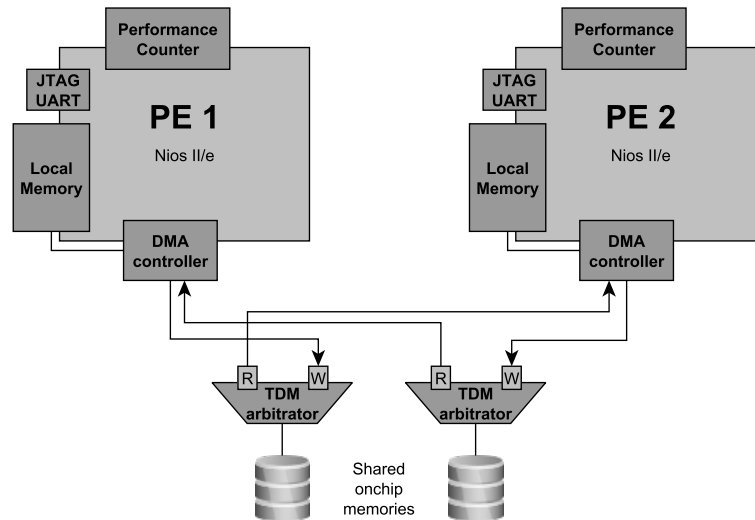 Performance
Counter
JTAG
UART
PE 1
Nios II/e
Local
Memory
DMA
controller
Performance
Counter
JTAG
UART
PE 2
Nios II/e
Local
Memory
DMA
controller
R
W
TDM
arbitrator
R
W
TDM
arbitrator
Shared
onchip
memories